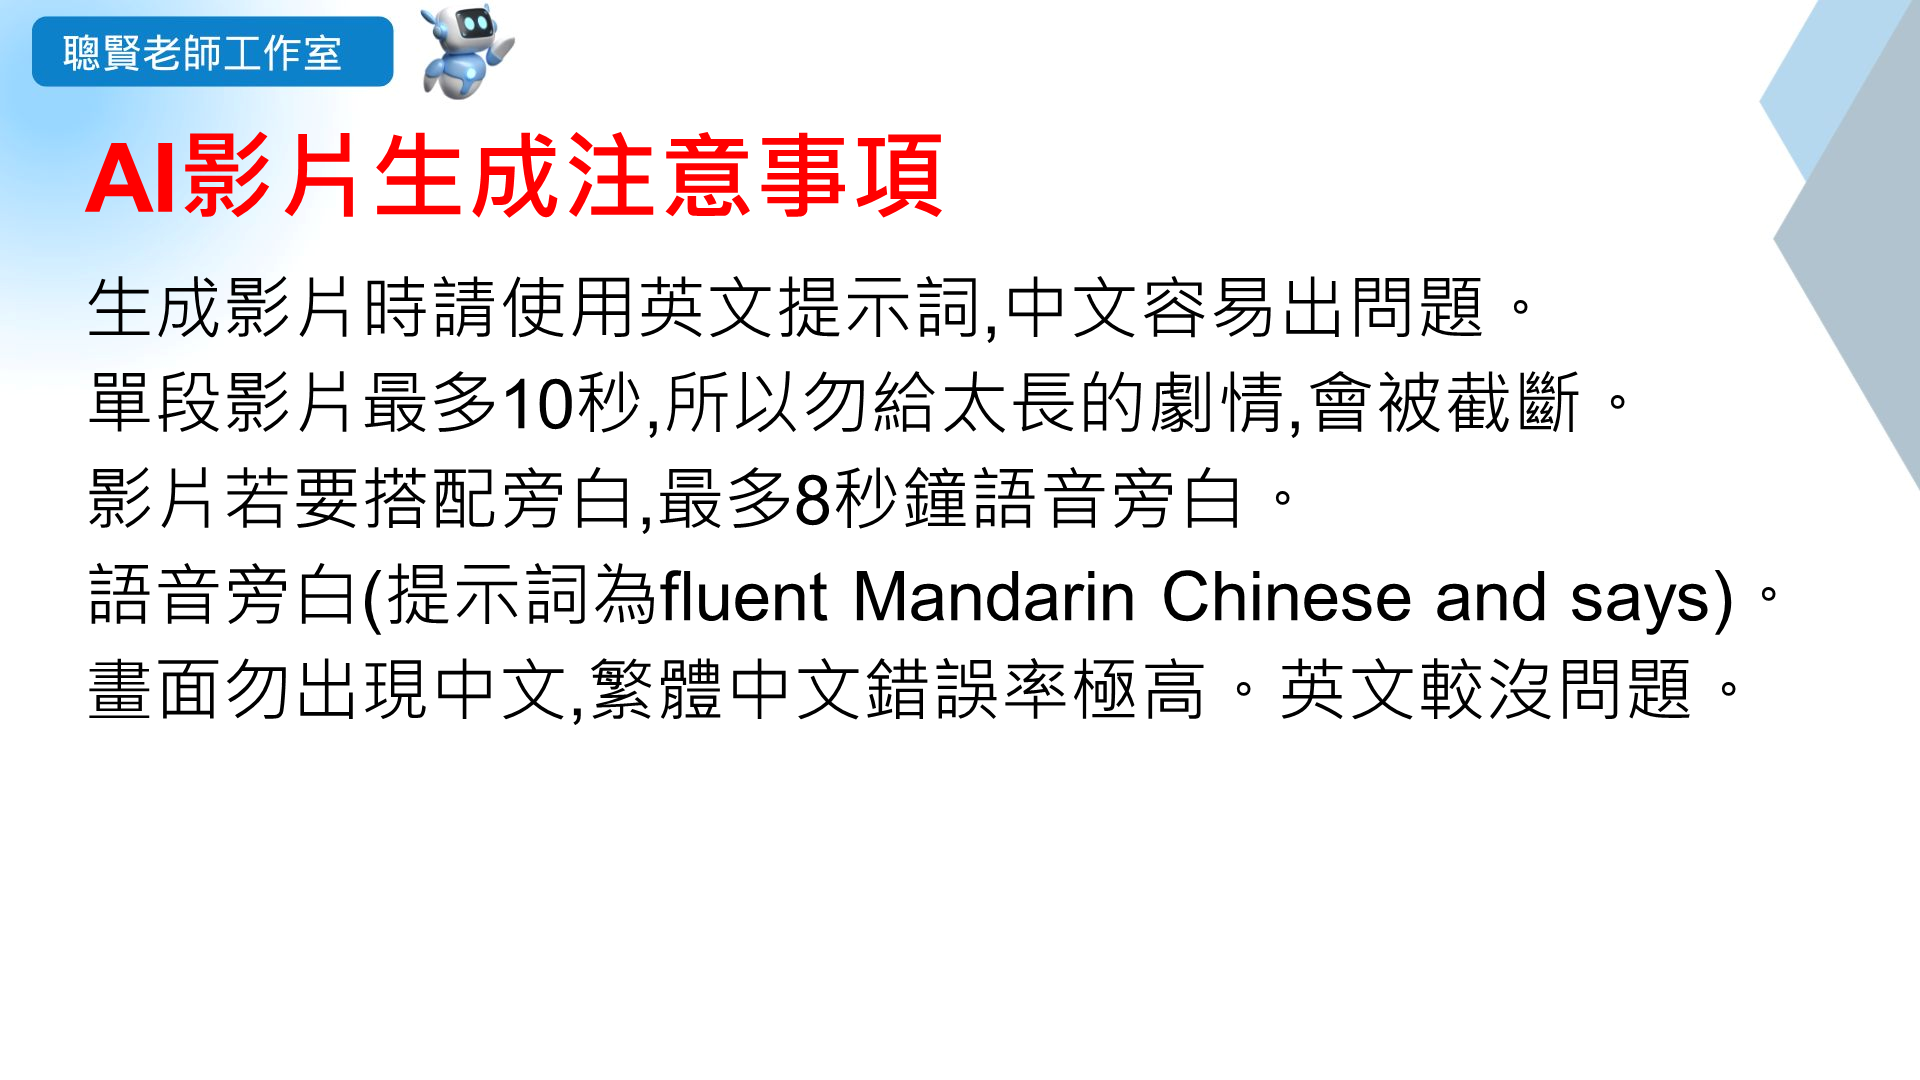 聰賢老師工作室
AI影片生成注意事項
生成影片時請使用英文提示詞,中文容易出問題。
單段影片最多10秒,所以勿給太長的劇情,會被截斷。
影片若要搭配旁白,最多8秒鐘語音旁白。
語音旁白(提示詞為fluent Mandarin Chinese and says)。
畫面勿出現中文,繁體中文錯誤率極高。英文較沒問題。